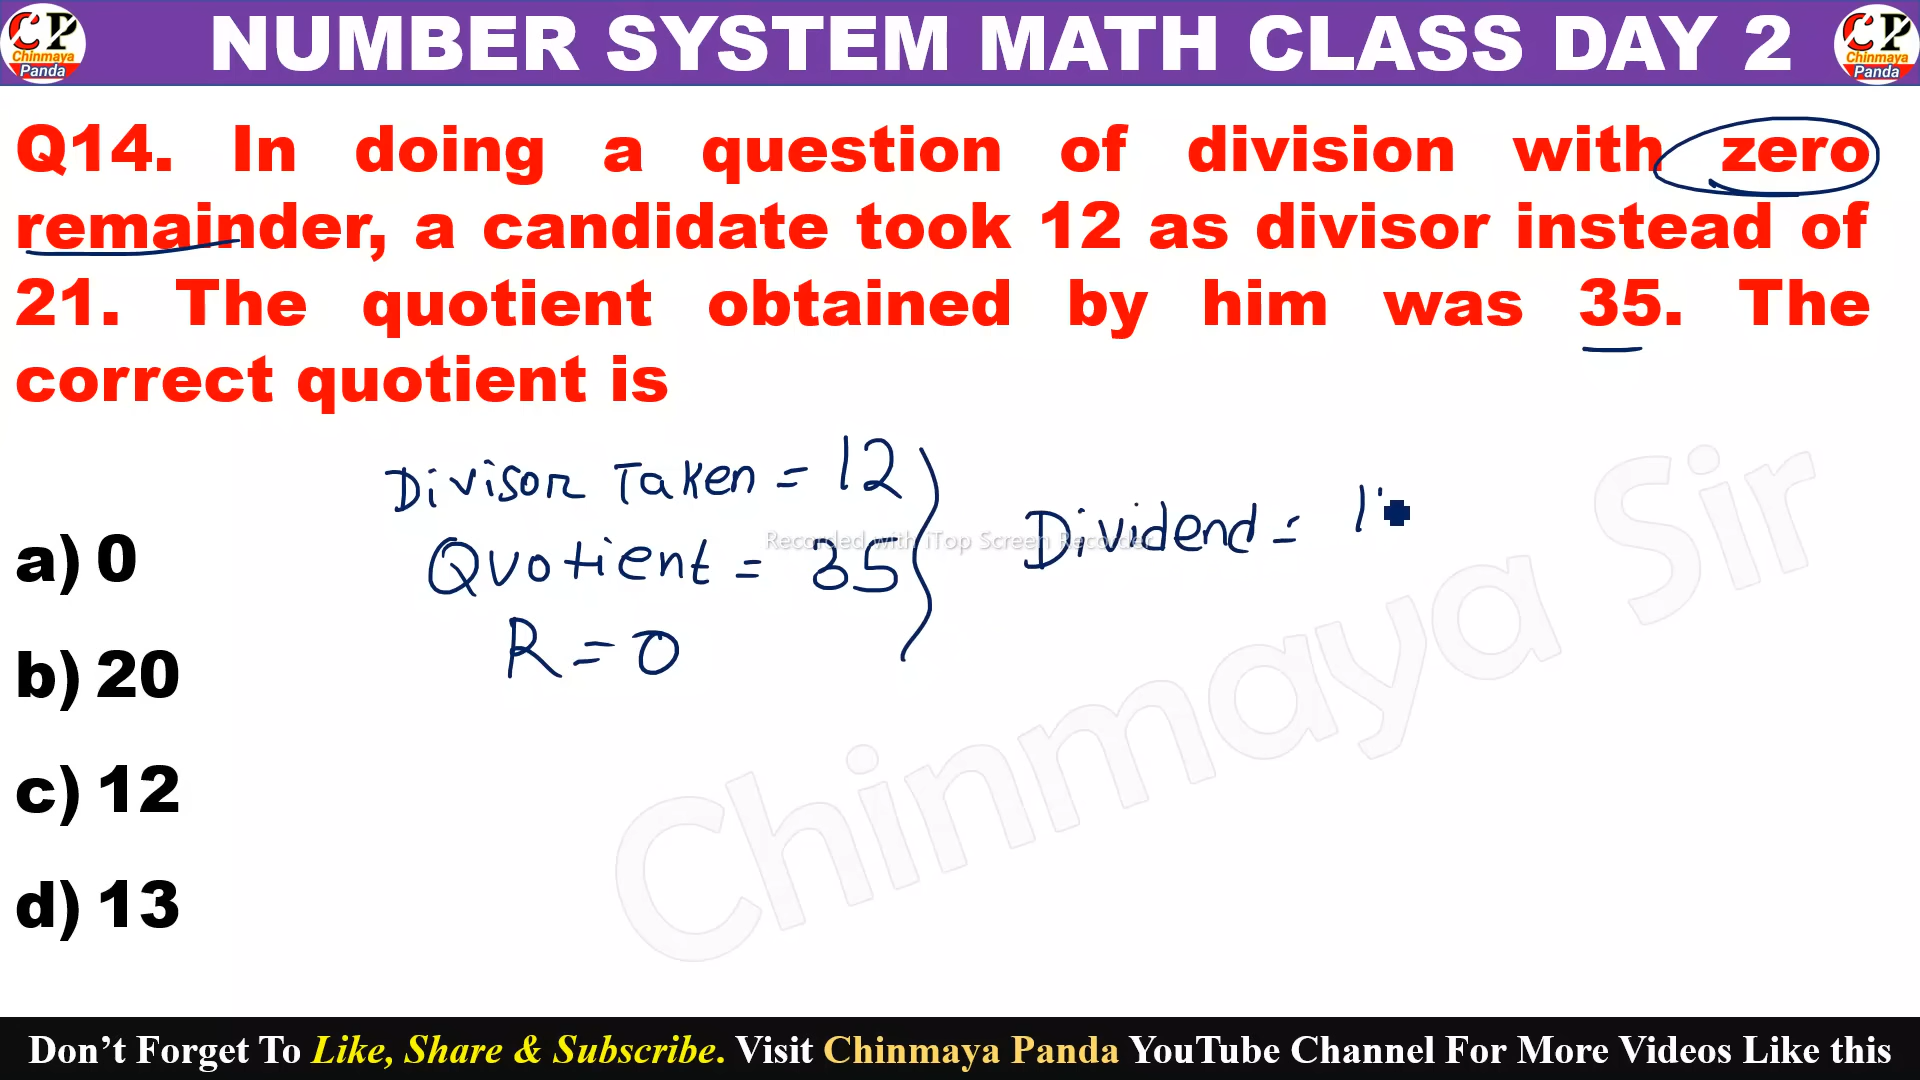 CP Chinmaya Panda NUMBER SYSTEM MATH CLASS DAY 2 CP Chinmaya Panda
Q14. In doing a question of division with zero
remainder, a candidate took 12 as divisor instead of
21. The quotient obtained by him was 35. The
correct quotient is
Divisor Taken = 12
Quotient = 35
R = 0
Dividend = 1
Recorded with iTop Screen Recorder
a) 0
b) 20
c) 12
d) 13
Chinmaya Sir
Don’t Forget To Like, Share & Subscribe. Visit Chinmaya Panda YouTube Channel For More Videos Like this